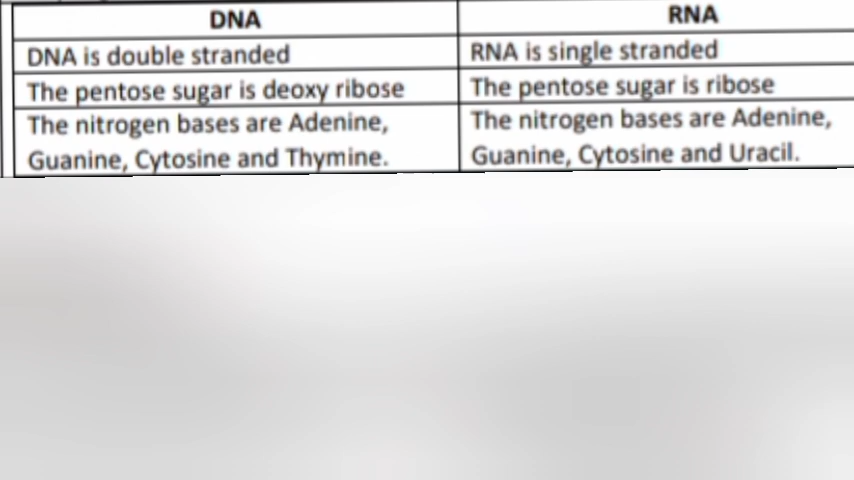 DNA RNA
DNA is double stranded RNA is single stranded
The pentose sugar is deoxy ribose The pentose sugar is ribose
The nitrogen bases are Adenine, The nitrogen bases are Adenine,
Guanine, Cytosine and Thymine. Guanine, Cytosine and Uracil.